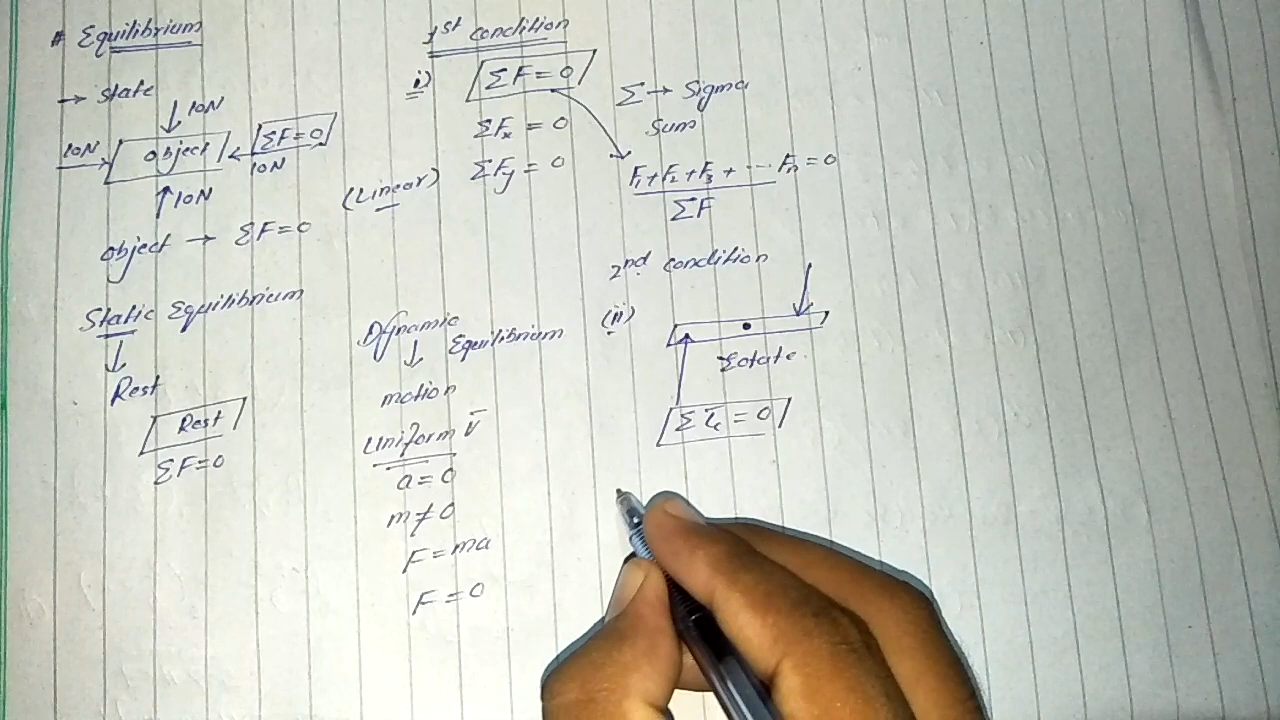 # Equilibrium
→ State
↓ 10N
10N → object ← 10N
ΣF=0
↑10N
object → ΣF=0
Static Equilibrium
↓
Rest
Rest
ΣF=0
1st condition
i) ΣF=0
ΣFx = 0
ΣFy = 0
(Linear)
Σ → Sigma
Sum
F1+F2+F3+ ... Fn=0
ΣF
Dynamic Equilibrium
↓
motion
Uniform v̄
a=0
m≠0
F=ma
F=0
2nd condition
(ii)
Rotate